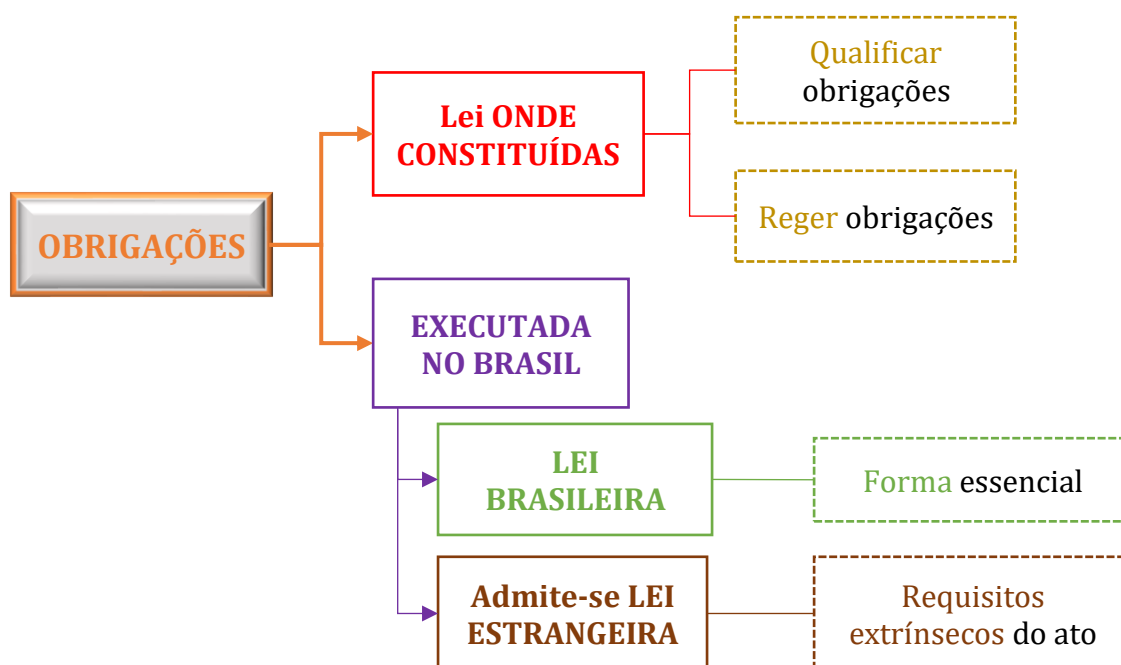 OBRIGAÇÕES
Lei ONDE
CONSTITUÍDAS
Qualificar
obrigações
Reger obrigações
EXECUTADA
NO BRASIL
LEI
BRASILEIRA
Forma essencial
Admite-se LEI
ESTRANGEIRA
Requisitos
extrínsecos do ato